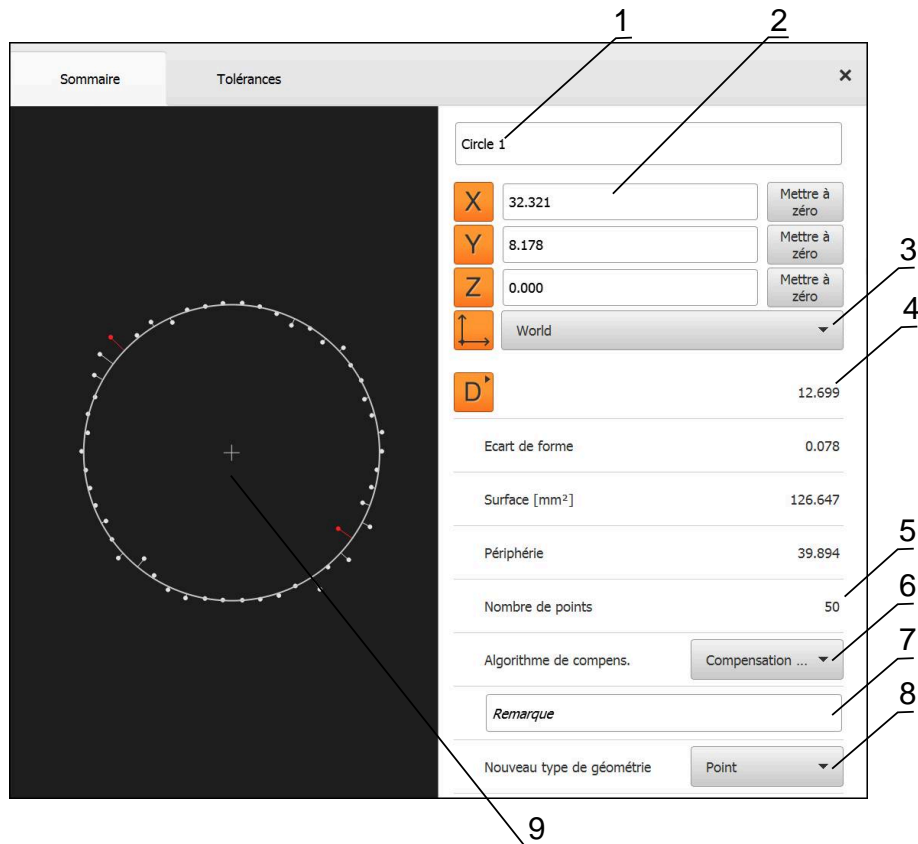 1
2
Sommaire
Tolérances
×
Circle 1
X
32.321
Mettre à
zéro
Y
8.178
Mettre à
zéro
Z
0.000
Mettre à
zéro
3
World
4
D
12.699
Ecart de forme
0.078
Surface [mm²]
126.647
5
Périphérie
39.894
Nombre de points
50
6
Algorithme de compens.
Compensation ...
7
Remarque
8
Nouveau type de géométrie
Point
9